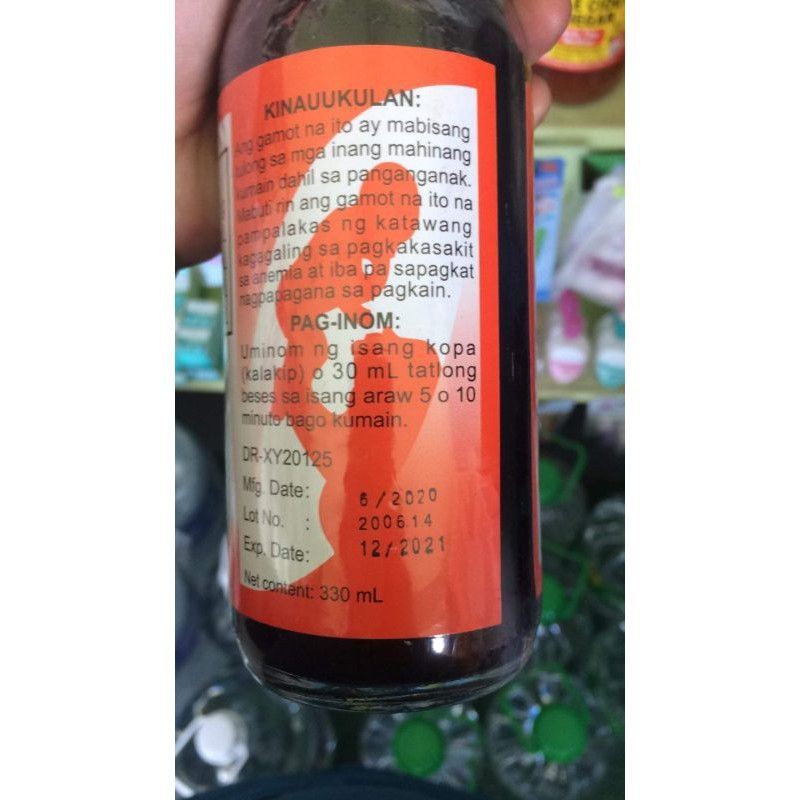 KINAUUKULAN:
Ang gamot na ito ay mabisang
tulong sa mga inang mahinang
kumain dahil sa panganganak.
Mabuti rin ang gamot na ito na
pampalakas ng katawang
kagagaling sa pagkakasakit
sa anemia at iba pa sapagkat
nagpapagana sa pagkain.
PAG-INOM:
Uminom ng isang kopa
(kalakip) o 30 mL tatlong
beses sa isang araw 5 o 10
minuto bago kumain.
DR-XY20125
Mfg. Date: 6/2020
Lot No. : 200614
Exp. Date: 12/2021
Net content: 330 mL
VINEGAR